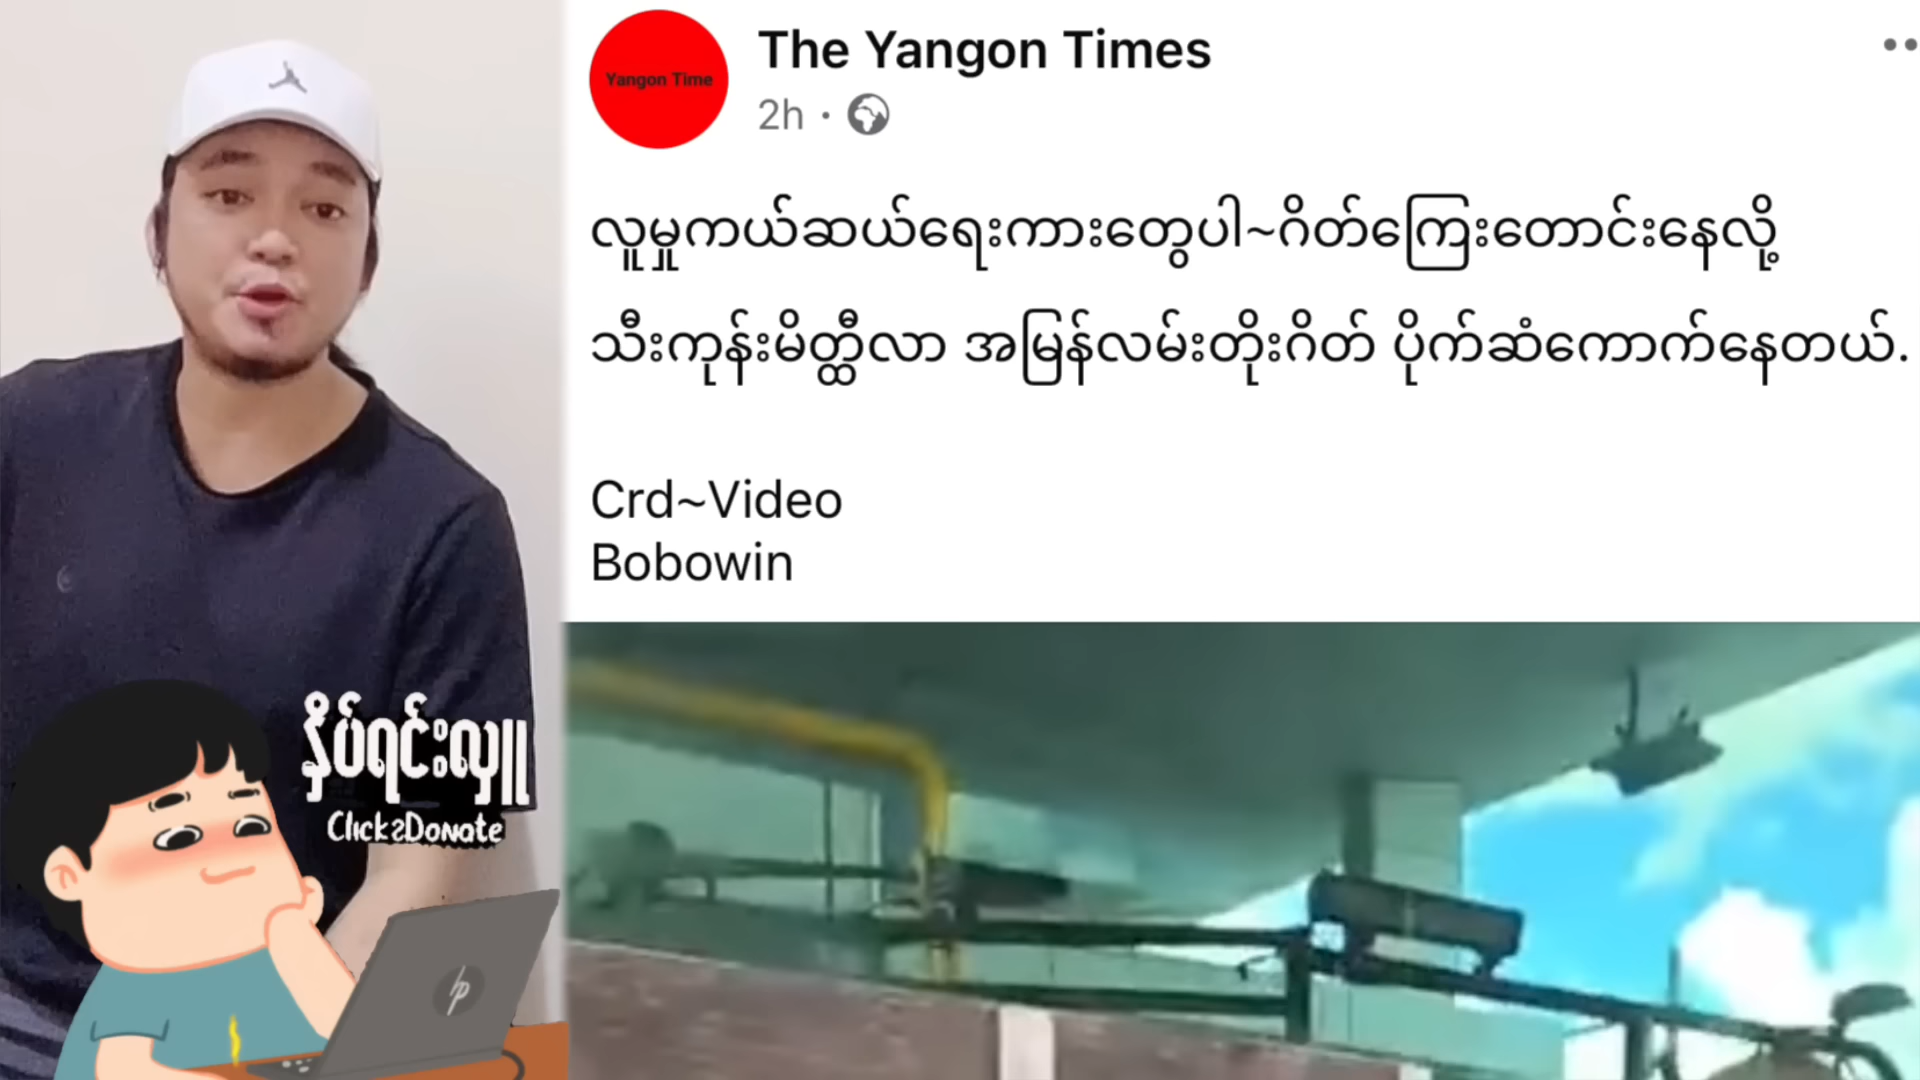 The Yangon Times
Yangon Time
2h ·
လူမှုကယ်ဆယ်ရေးကားတွေပါ~ဂိတ်ကြေးတောင်းနေလို့
သီးကုန်းမိတ္ထီလာ အမြန်လမ်းတိုးဂိတ် ပိုက်ဆံကောက်နေတယ်.
Crd~Video
Bobowin
နှိပ်ရင်းလှူ
Click2Donate
hp